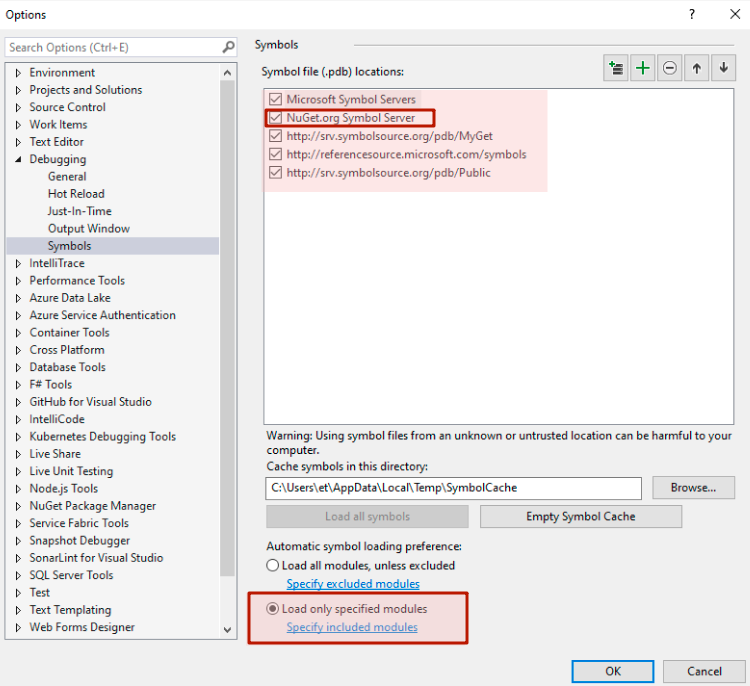 Options
?
Search Options (Ctrl+E)
Environment
Projects and Solutions
Source Control
Work Items
Text Editor
Debugging
General
Hot Reload
Just-In-Time
Output Window
Symbols
IntelliTrace
Performance Tools
Azure Data Lake
Azure Service Authentication
Container Tools
Cross Platform
Database Tools
F# Tools
GitHub for Visual Studio
IntelliCode
Kubernetes Debugging Tools
Live Share
Live Unit Testing
Node.js Tools
NuGet Package Manager
Service Fabric Tools
Snapshot Debugger
SonarLint for Visual Studio
SQL Server Tools
Test
Text Templating
Web Forms Designer
Symbols
Symbol file (.pdb) locations:
Microsoft Symbol Servers
NuGet.org Symbol Server
http://srv.symbolsource.org/pdb/MyGet
http://referencesource.microsoft.com/symbols
http://srv.symbolsource.org/pdb/Public
Warning: Using symbol files from an unknown or untrusted location can be harmful to your
computer.
Cache symbols in this directory:
C:\Users\et\AppData\Local\Temp\SymbolCache
Browse...
Load all symbols
Empty Symbol Cache
Automatic symbol loading preference:
Load all modules, unless excluded
Specify excluded modules
Load only specified modules
Specify included modules
OK
Cancel